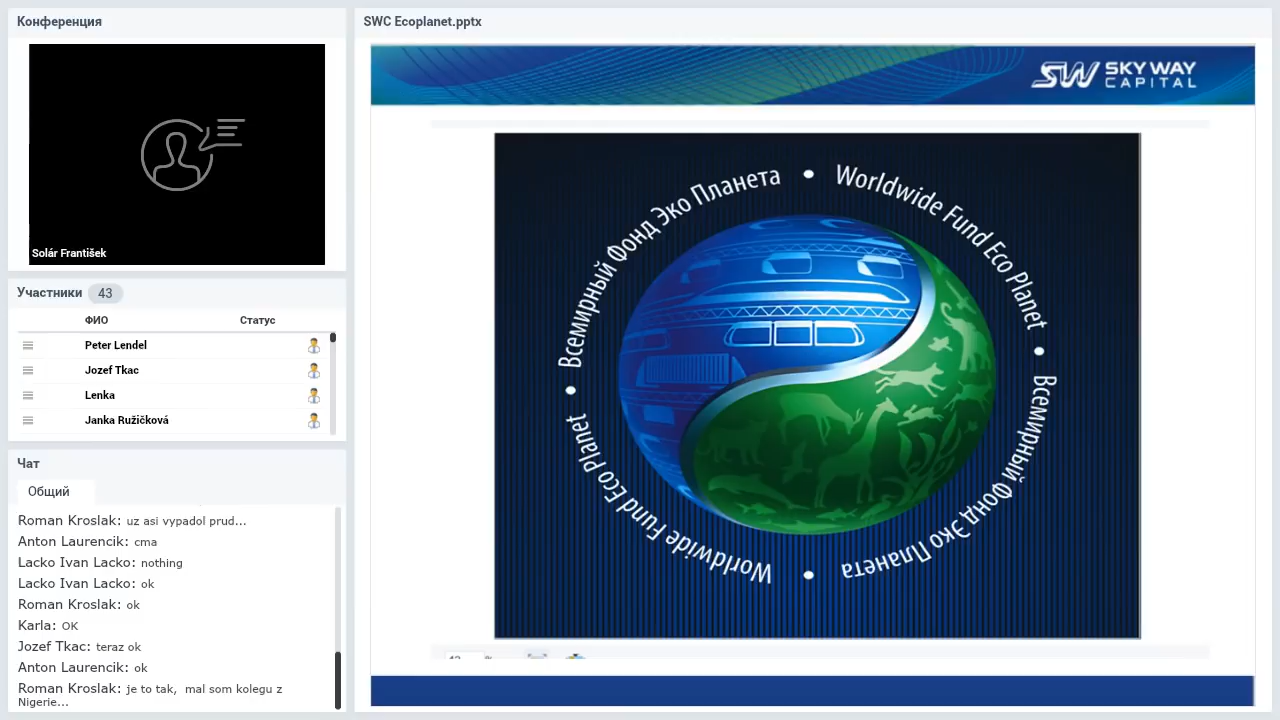 Конференция
Solár František
Участники 43
ФИО Статус
Peter Lendel
Jozef Tkac
Lenka
Janka Ružičková
Чат
Общий
Roman Kroslak: uz asi vypadol prud...
Anton Laurencik: cma
Lacko Ivan Lacko: nothing
Lacko Ivan Lacko: ok
Roman Kroslak: ok
Karla: OK
Jozef Tkac: teraz ok
Anton Laurencik: ok
Roman Kroslak: je to tak, mal som kolegu z
Nigerie...
SWC Ecoplanet.pptx
SW SKY WAY
CAPITAL
Всемирный Фонд Эко Планета
• Worldwide Fund Eco Planet
• Всемирный Фонд Эко Планета
• Worldwide Fund Eco Planet •